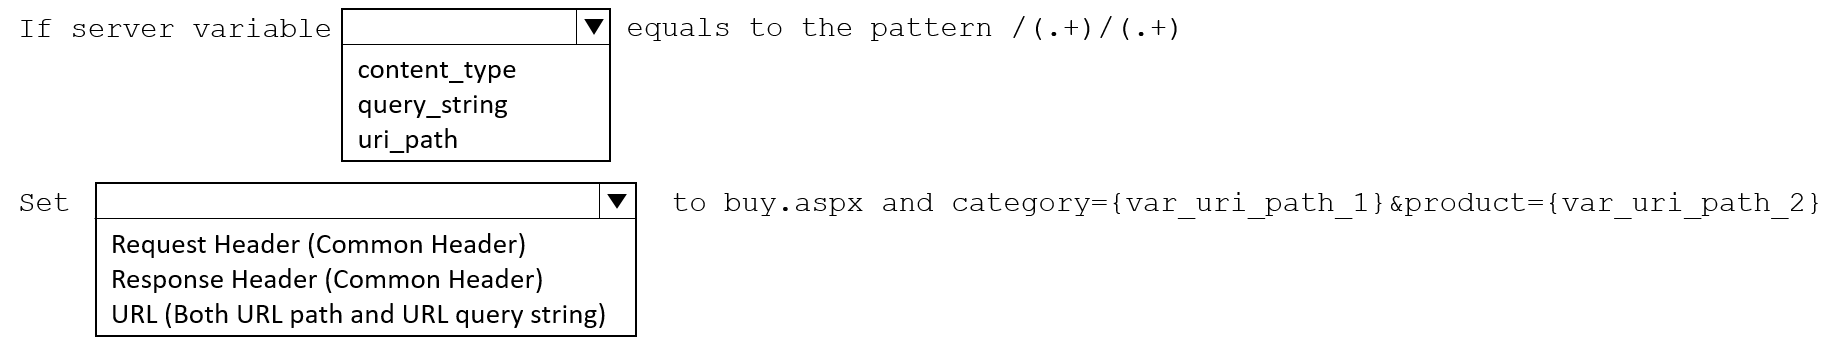 If server variable ▼ equals to the pattern /(.+)/(.+)
content_type
query_string
uri_path
Set ▼ to buy.aspx and category={var_uri_path_1}&product={var_uri_path_2}
Request Header (Common Header)
Response Header (Common Header)
URL (Both URL path and URL query string)